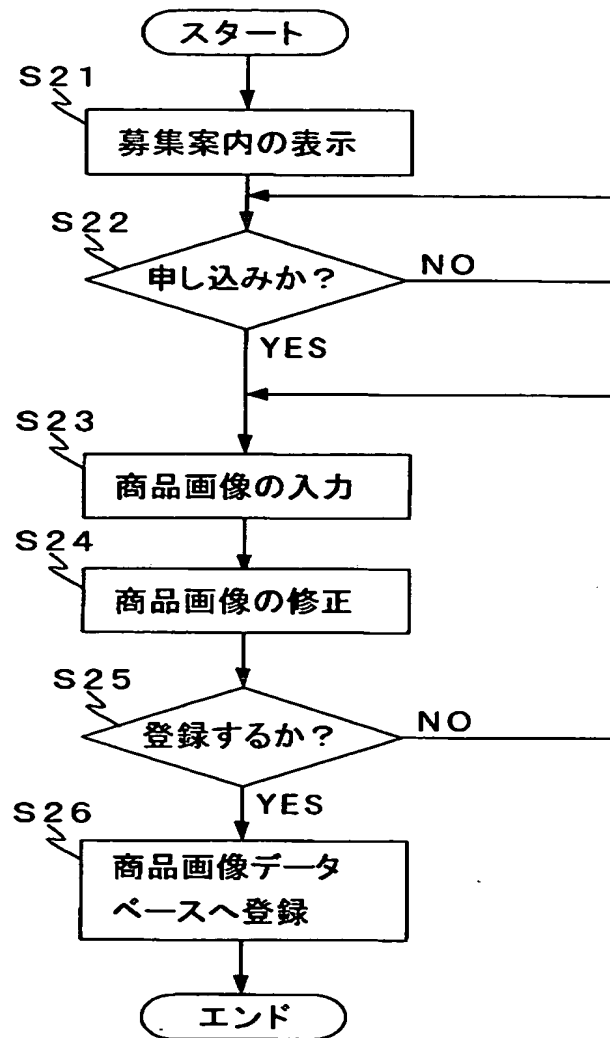 スタート
S21
募集案内の表示
S22
申し込みか?
NO
YES
S23
商品画像の入力
S24
商品画像の修正
S25
登録するか?
NO
YES
S26
商品画像データ
ベースへ登録
エンド